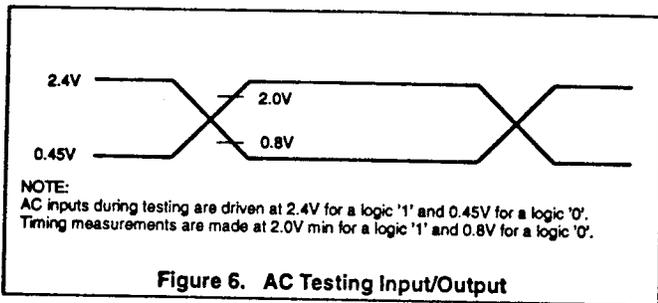 2.4V
2.0V
0.8V
0.45V
NOTE:
AC inputs during testing are driven at 2.4V for a logic '1' and 0.45V for a logic '0'.
Timing measurements are made at 2.0V min for a logic '1' and 0.8V for a logic '0'.
Figure 6. AC Testing Input/Output